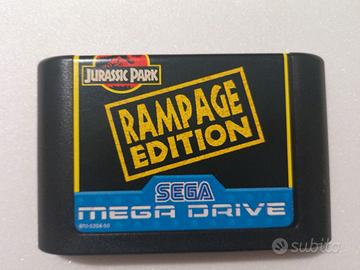 JURASSIC PARK
RAMPAGE
EDITION
SEGA
MEGA DRIVE
subito